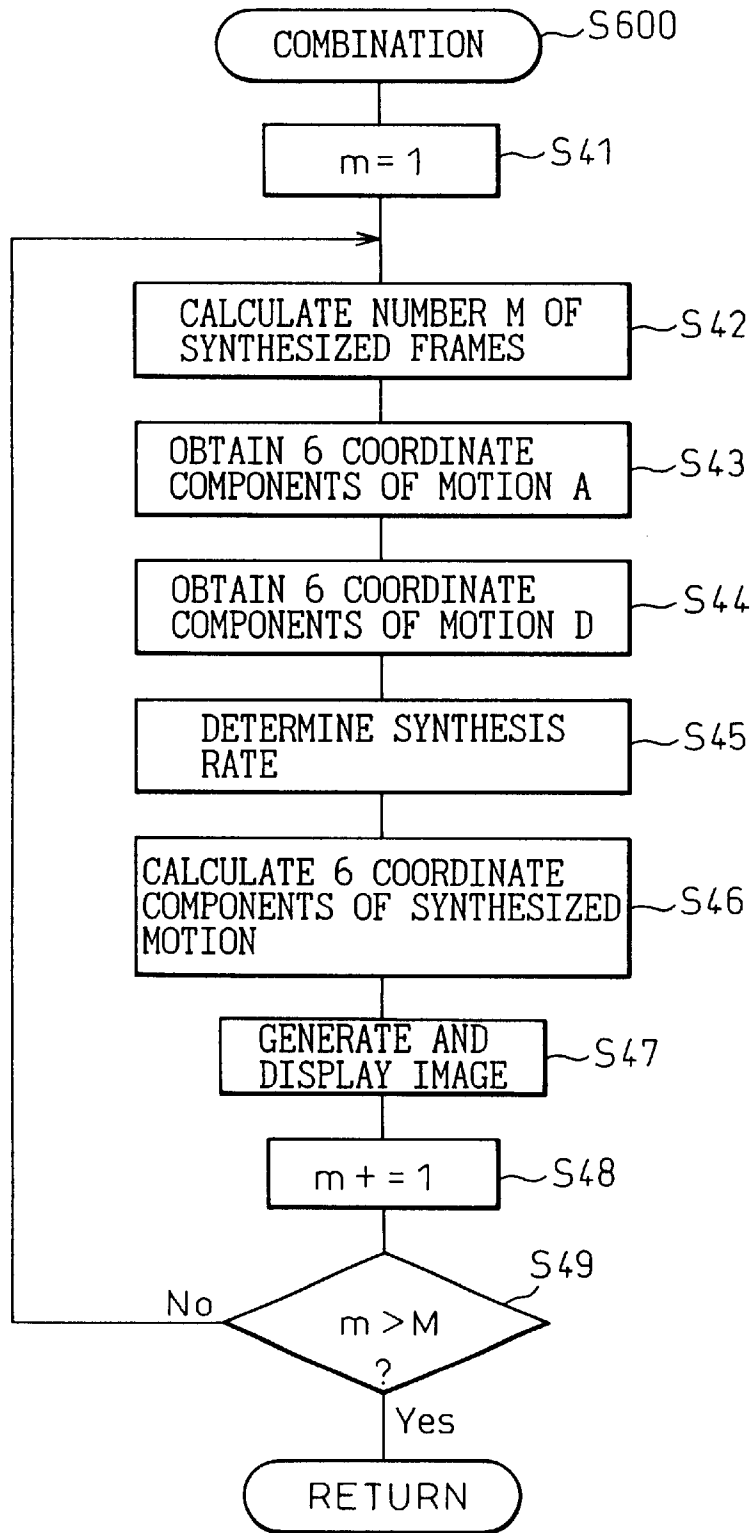 COMBINATION
S600
m = 1
S41
CALCULATE NUMBER M OF
SYNTHESIZED FRAMES
S42
OBTAIN 6 COORDINATE
COMPONENTS OF MOTION A
S43
OBTAIN 6 COORDINATE
COMPONENTS OF MOTION D
S44
DETERMINE SYNTHESIS
RATE
S45
CALCULATE 6 COORDINATE
COMPONENTS OF SYNTHESIZED
MOTION
S46
GENERATE AND
DISPLAY IMAGE
S47
m + = 1
S48
S49
No
m > M
?
Yes
RETURN